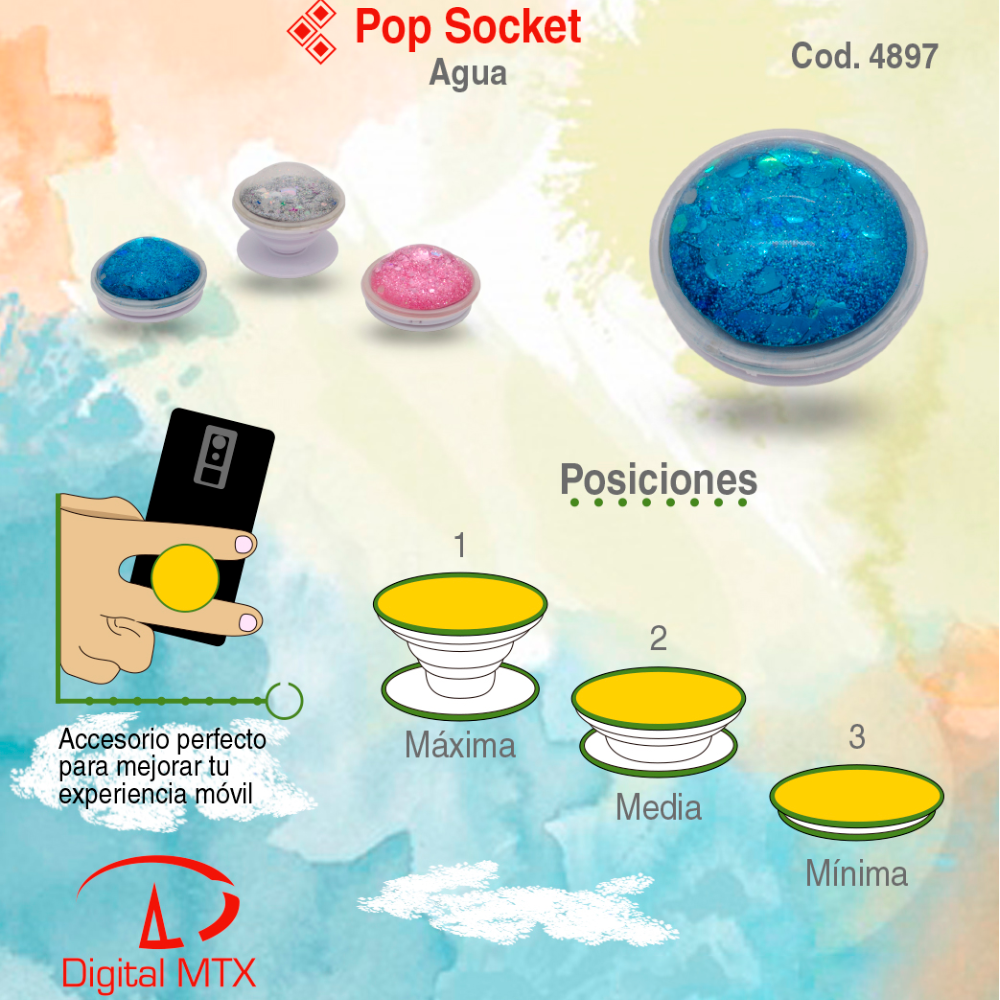 Pop Socket
Agua
Cod. 4897
Posiciones
1
2
3
Máxima
Media
Mínima
Accesorio perfecto
para mejorar tu
experiencia móvil
Digital MTX